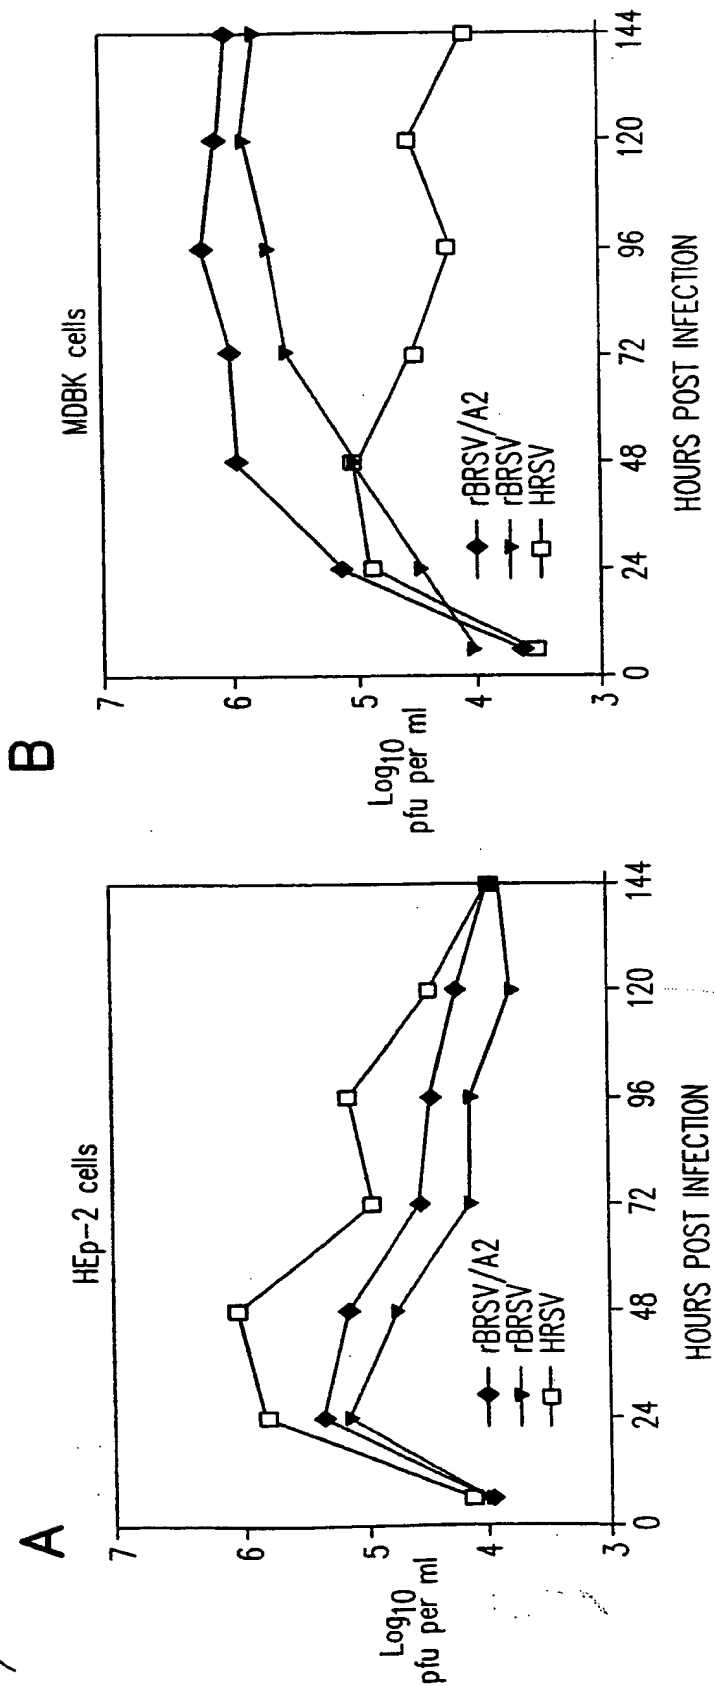 A
HEp-2 cells
7
6
5
4
3
Log10
pfu per ml
rBRSV/A2
rBRSV
HRSV
0 24 48 72 96 120 144
HOURS POST INFECTION
B
MDBK cells
7
6
5
4
3
Log10
pfu per ml
rBRSV/A2
rBRSV
HRSV
0 24 48 72 96 120 144
HOURS POST INFECTION